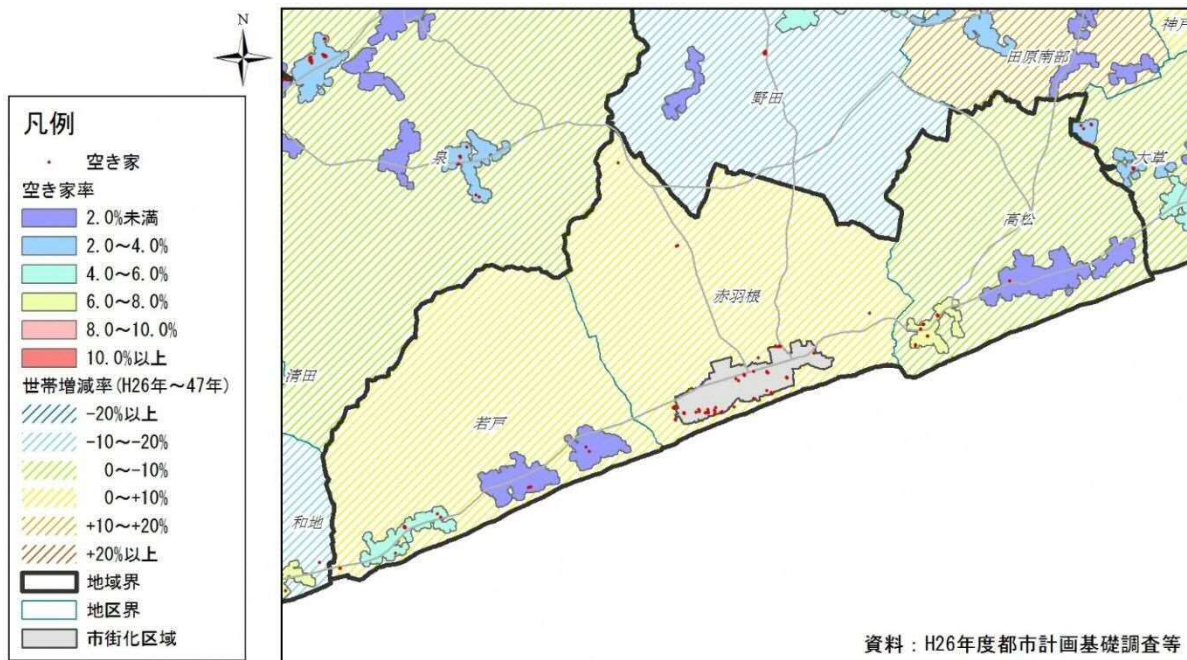 N
凡例
空き家
空き家率
2.0%未満
2.0～4.0%
4.0～6.0%
6.0～8.0%
8.0～10.0%
10.0%以上
世帯増減率(H26年～47年)
-20%以上
-10～-20%
0～-10%
0～+10%
+10～+20%
+20%以上
地域界
地区界
市街化区域
神戸
田原南部
野田
泉
大草
高松
赤羽根
清田
若戸
和地
資料：H26年度都市計画基礎調査等